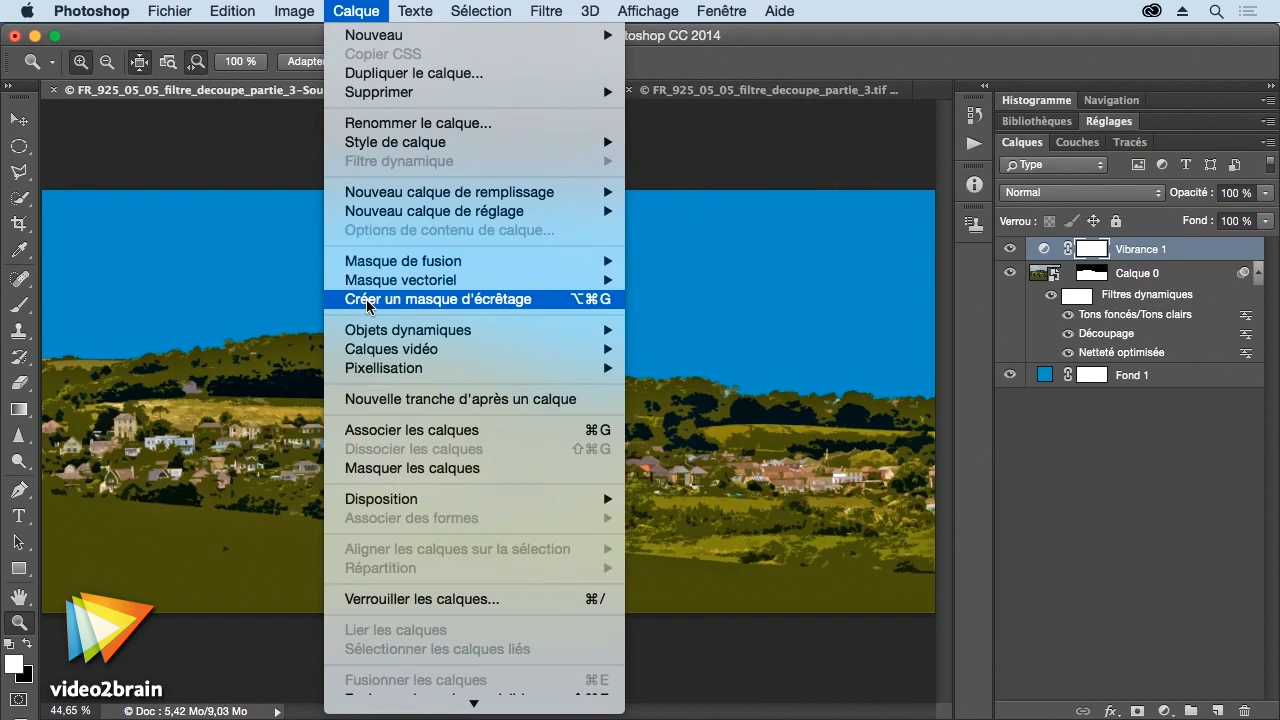 Photoshop Fichier Edition Image Calque Texte Sélection Filtre 3D Affichage Fenêtre Aide
toshop CC 2014
100 % Adapte
× © FR_925_05_05_filtre_decoupe_partie_3-Sou
× © FR_925_05_05_filtre_decoupe_partie_3.tif ...
Nouveau
Copier CSS
Dupliquer le calque...
Supprimer
Renommer le calque...
Style de calque
Filtre dynamique
Nouveau calque de remplissage
Nouveau calque de réglage
Options de contenu de calque...
Masque de fusion
Masque vectoriel
Créer un masque d'écrêtage ⌥⌘G
Objets dynamiques
Calques vidéo
Pixellisation
Nouvelle tranche d'après un calque
Associer les calques ⌘G
Dissocier les calques ⇧⌘G
Masquer les calques
Disposition
Associer des formes
Aligner les calques sur la sélection
Répartition
Verrouiller les calques... ⌘/
Lier les calques
Sélectionner les calques liés
Fusionner les calques ⌘E
Histogramme Navigation
Bibliothèques Réglages
Calques Couches Tracés
Type
Normal Opacité : 100 %
Verrou : Fond : 100 %
Vibrance 1
Calque 0
Filtres dynamiques
Tons foncés/Tons clairs
Découpage
Netteté optimisée
Fond 1
fx
video2brain
44,65 % © Doc : 5,42 Mo/9,03 Mo